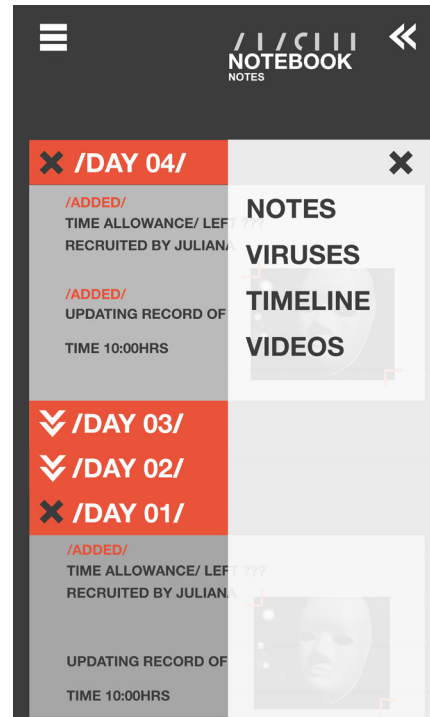 NOTEBOOK
NOTES
/DAY 04/
/ADDED/
TIME ALLOWANCE/ LEFT ???
RECRUITED BY JULIANA
/ADDED/
UPDATING RECORD OF
TIME 10:00HRS
NOTES
VIRUSES
TIMELINE
VIDEOS
/DAY 03/
/DAY 02/
/DAY 01/
/ADDED/
TIME ALLOWANCE/ LEFT ???
RECRUITED BY JULIANA
UPDATING RECORD OF
TIME 10:00HRS